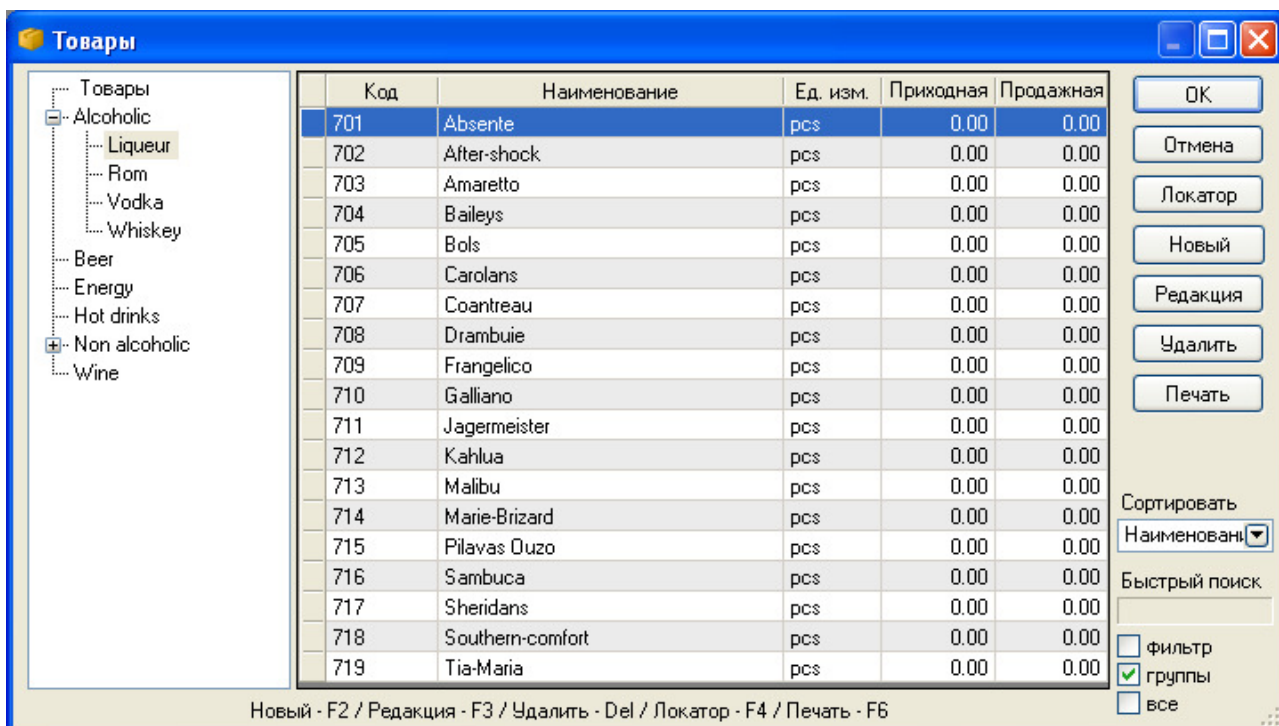 Товары
Товары
Alcoholic
Liqueur
Rom
Vodka
Whiskey
Beer
Energy
Hot drinks
Non alcoholic
Wine
Код Наименование Ед. изм. Приходная Продажная
701 Absente pcs 0.00 0.00
702 After-shock pcs 0.00 0.00
703 Amaretto pcs 0.00 0.00
704 Baileys pcs 0.00 0.00
705 Bols pcs 0.00 0.00
706 Carolans pcs 0.00 0.00
707 Coantreau pcs 0.00 0.00
708 Drambuie pcs 0.00 0.00
709 Frangelico pcs 0.00 0.00
710 Galliano pcs 0.00 0.00
711 Jagermeister pcs 0.00 0.00
712 Kahlua pcs 0.00 0.00
713 Malibu pcs 0.00 0.00
714 Marie-Brizard pcs 0.00 0.00
715 Pilavas Ouzo pcs 0.00 0.00
716 Sambuca pcs 0.00 0.00
717 Sheridans pcs 0.00 0.00
718 Southern-comfort pcs 0.00 0.00
719 Tia-Maria pcs 0.00 0.00
OK
Отмена
Локатор
Новый
Редакция
Удалить
Печать
Сортировать
Наименовани
Быстрый поиск
фильтр
группы
все
Новый - F2 / Редакция - F3 / Удалить - Del / Локатор - F4 / Печать - F6